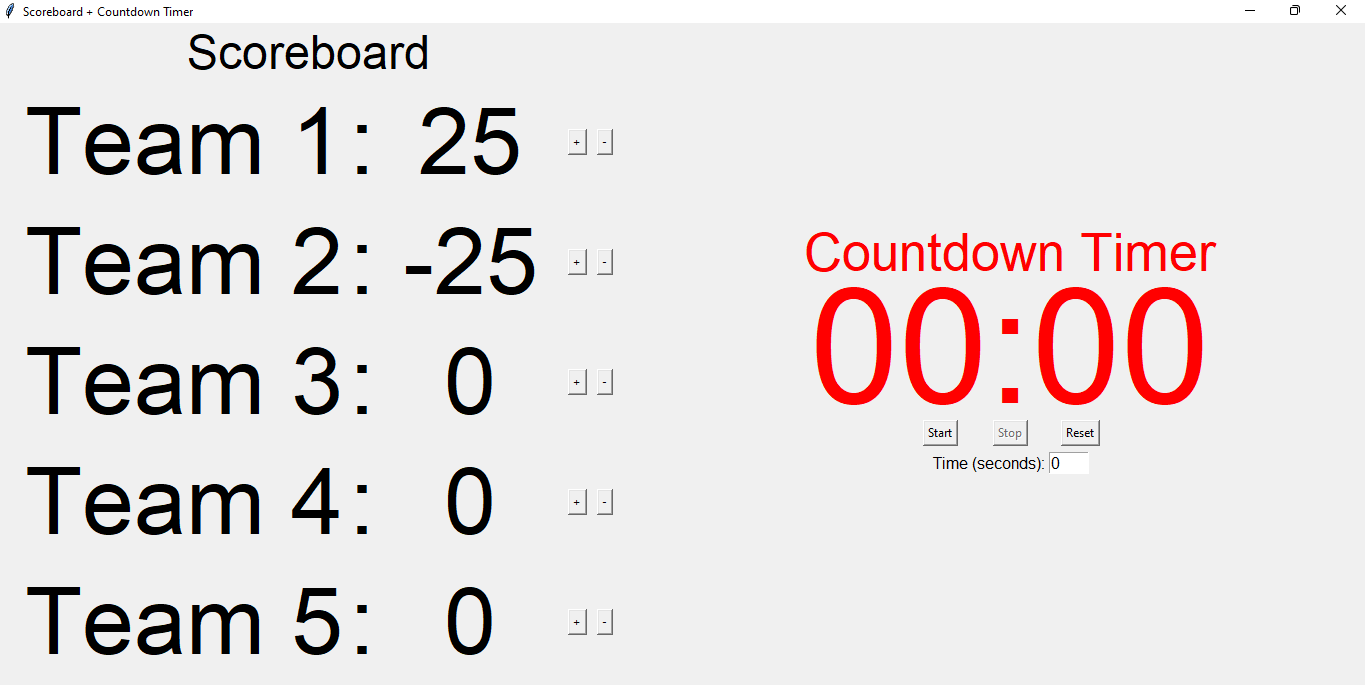 Scoreboard + Countdown Timer
Scoreboard
Team 1: 25 + -
Team 2: -25 + -
Team 3: 0 + -
Team 4: 0 + -
Team 5: 0 + -
Countdown Timer
00:00
Start Stop Reset
Time (seconds): 0